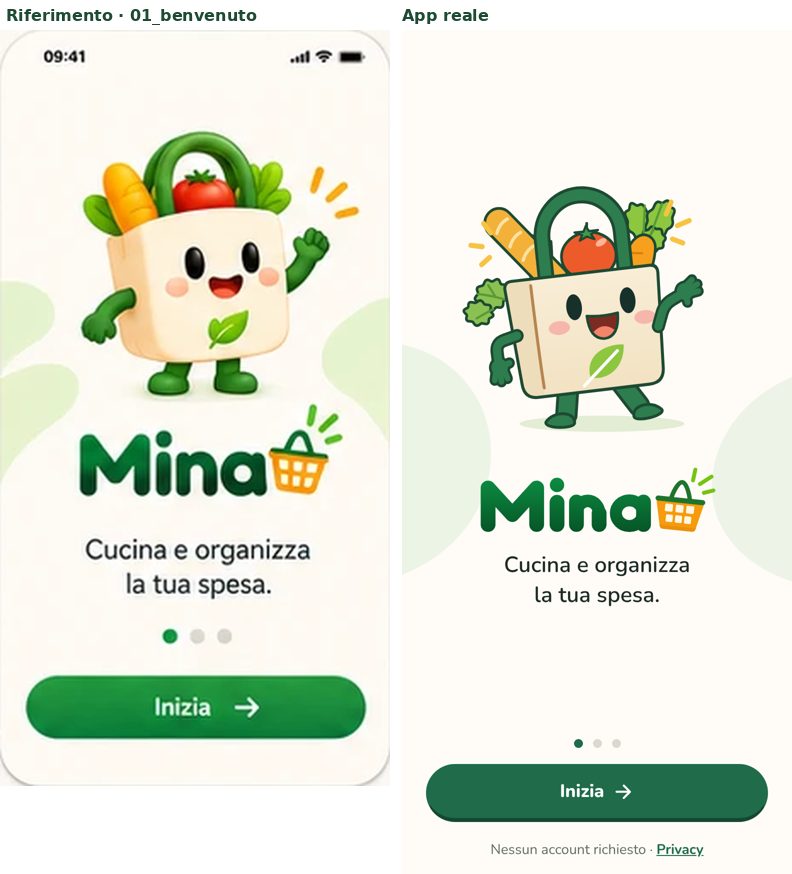 Riferimento · 01_benvenuto
09:41
Mina
Cucina e organizza
la tua spesa.
Inizia →
App reale
Mina
Cucina e organizza
la tua spesa.
Inizia →
Nessun account richiesto · Privacy